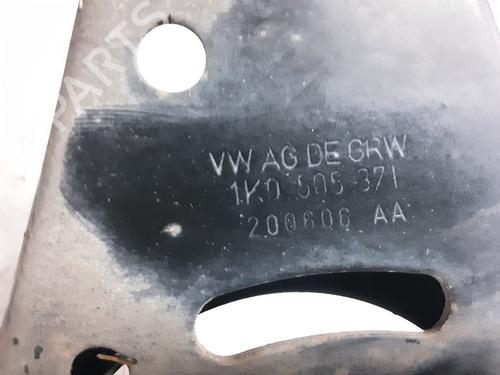 PARTS
VW AG DE GRW
1K0 505 371
200606 AA